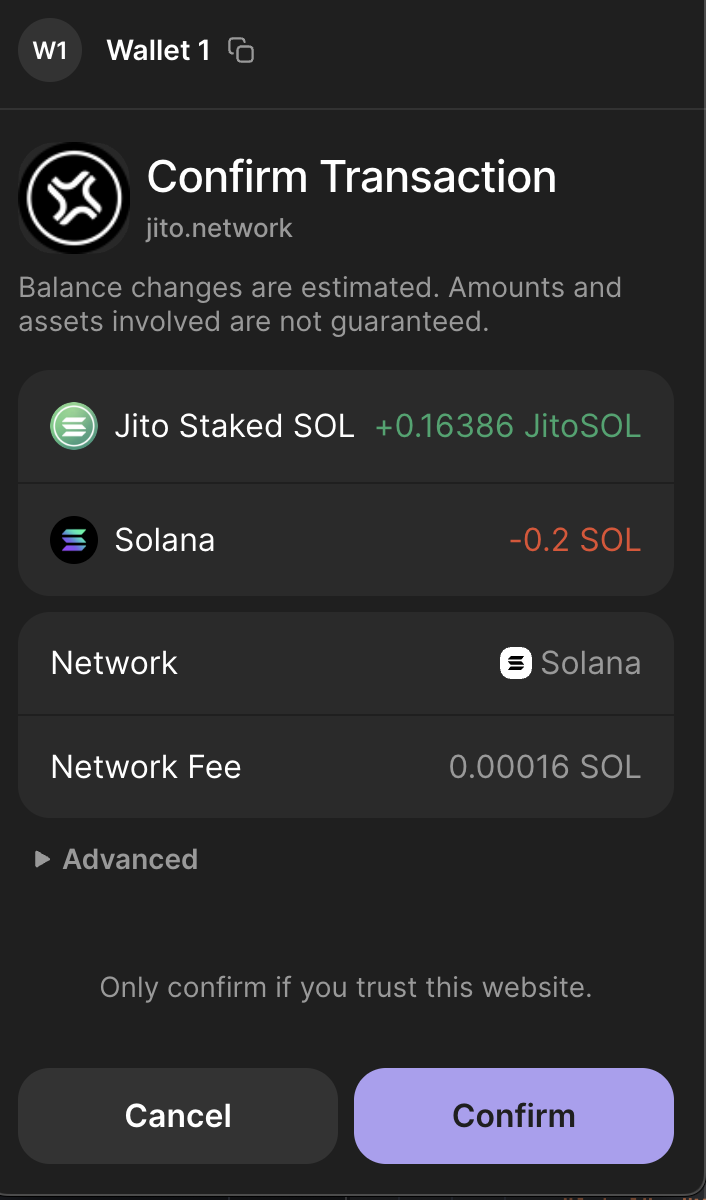 W1 Wallet 1
Confirm Transaction
jito.network
Balance changes are estimated. Amounts and
assets involved are not guaranteed.
Jito Staked SOL +0.16386 JitoSOL
Solana -0.2 SOL
Network Solana
Network Fee 0.00016 SOL
Advanced
Only confirm if you trust this website.
Cancel Confirm